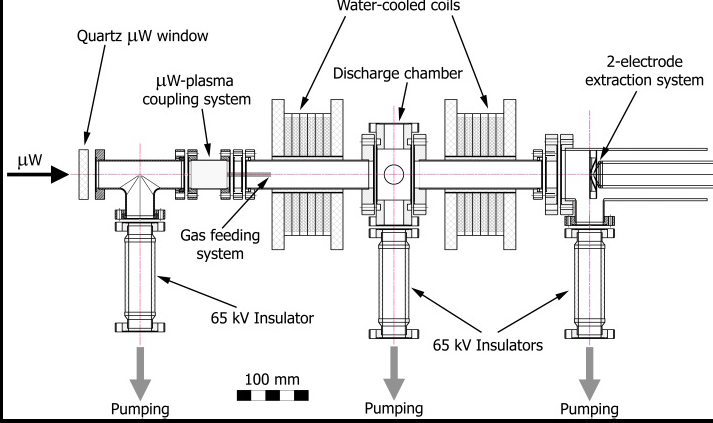 Water-cooled coils
Quartz μW window
μW-plasma
coupling system
Discharge chamber
2-electrode
extraction system
μW
Gas feeding
system
65 kV Insulator
65 kV Insulators
100 mm
Pumping
Pumping
Pumping